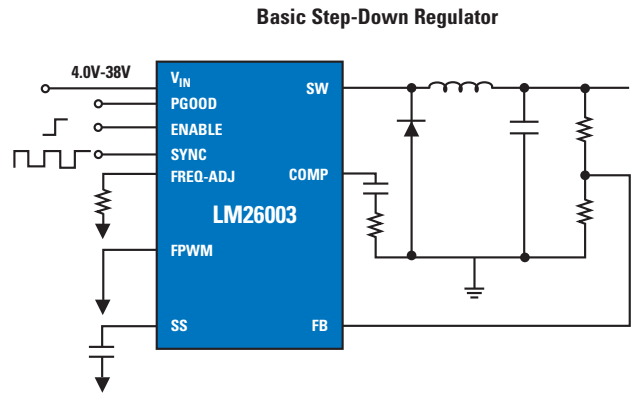 Basic Step-Down Regulator
4.0V-38V
VIN
PGOOD
ENABLE
SYNC
FREQ-ADJ
FPWM
SS
SW
COMP
LM26003
FB